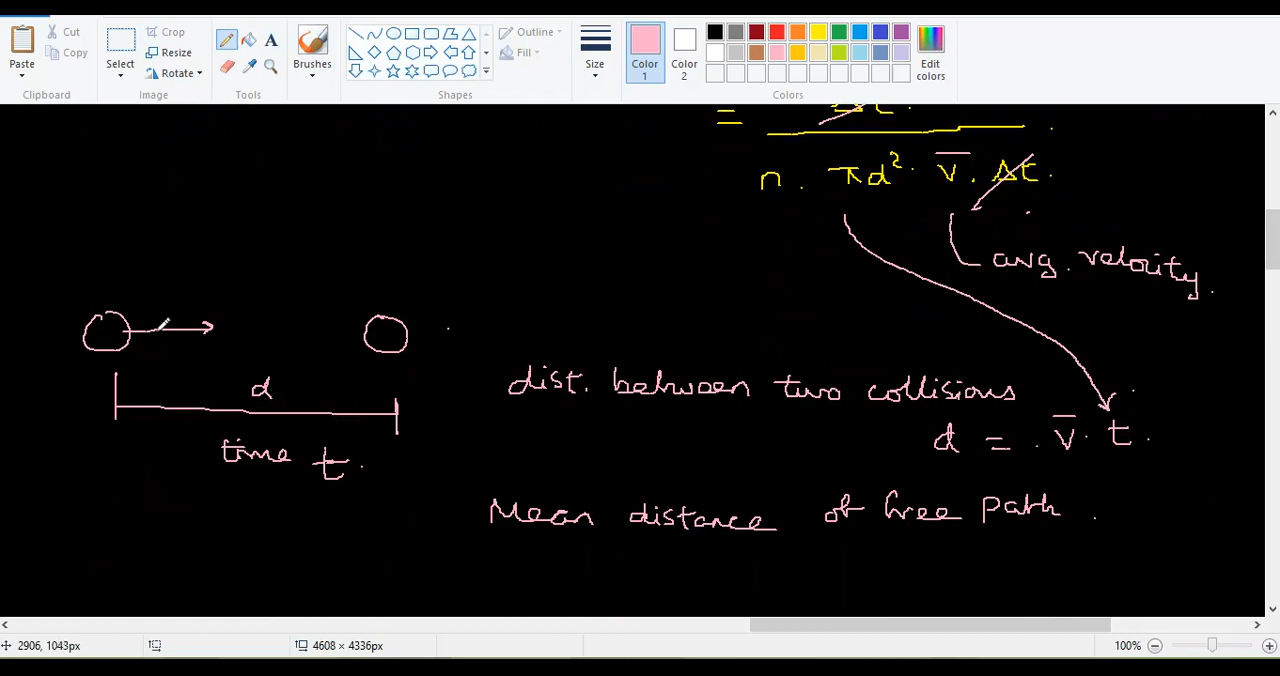 Paste
Cut
Copy
Clipboard
Select
Crop
Resize
Rotate
Image
Tools
Brushes
Outline
Fill
Shapes
Size
Color 1
Color 2
Edit colors
Colors
= Δt.
n . πd². v̅ . Δt.
avg. velocity.
d
time t.
dist. between two collisions
d = . v̅ . t .
Mean distance of free Path .
2906, 1043px
4608 × 4336px
100%